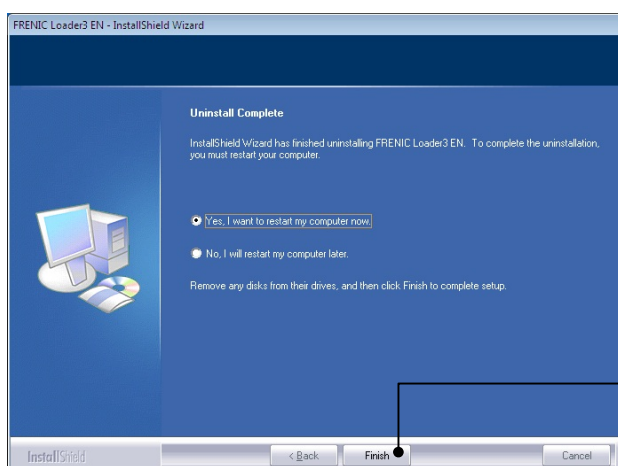 FRENIC Loader3 EN - InstallShield Wizard
Uninstall Complete
InstallShield Wizard has finished uninstalling FRENIC Loader3 EN. To complete the uninstallation,
you must restart your computer.
Yes, I want to restart my computer now.
No, I will restart my computer later.
Remove any disks from their drives, and then click Finish to complete setup.
InstallShield
< Back
Finish
Cancel